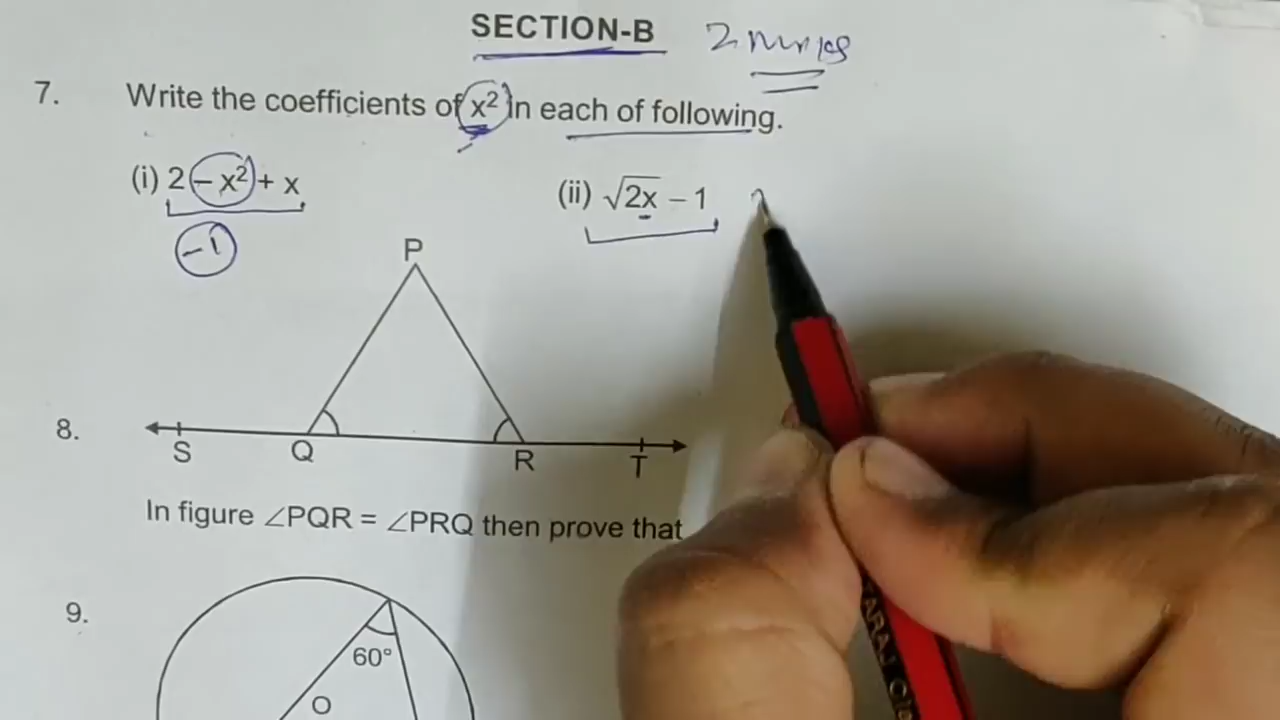 SECTION-B 2 Marks
7. Write the coefficients of x² in each of following.
(i) 2 – x² + x (ii) √2x – 1
–1
P
8. S Q R T
In figure ∠PQR = ∠PRQ then prove that
9.
60°
O